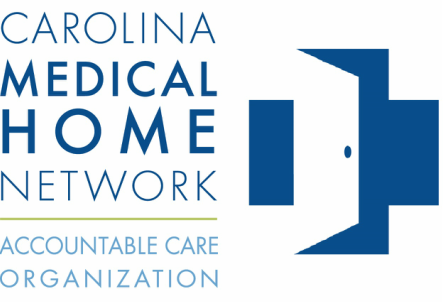 CAROLINA
MEDICAL
HOME
NETWORK
ACCOUNTABLE CARE
ORGANIZATION